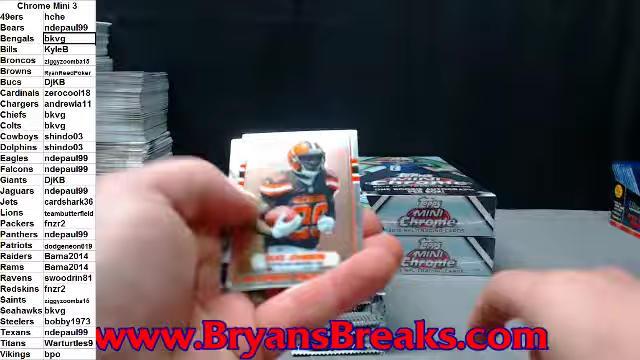 Chrome Mini 3
49ers hche
Bears ndepaul99
Bengals bkvg
Bills KyleB
Broncos ziggyzoomba15
Browns RyanReedPoker
Bucs DjKB
Cardinals zerocool18
Chargers andrewla11
Chiefs bkvg
Colts bkvg
Cowboys shindo03
Dolphins shindo03
Eagles ndepaul99
Falcons ndepaul99
Giants DjKB
Jaguars ndepaul99
Jets cardshark36
Lions teambutterfield
Packers fnzr2
Panthers ndepaul99
Patriots dodgeneon019
Raiders Bama2014
Rams Bama2014
Ravens swoodrin81
Redskins fnzr2
Saints ziggyzoomba15
Seahawks bkvg
Steelers bobby1973
Texans ndepaul99
Titans Warturtles9
Vikings bpo
MINI
Chrome
MINI
Chrome
www.BryansBreaks.com